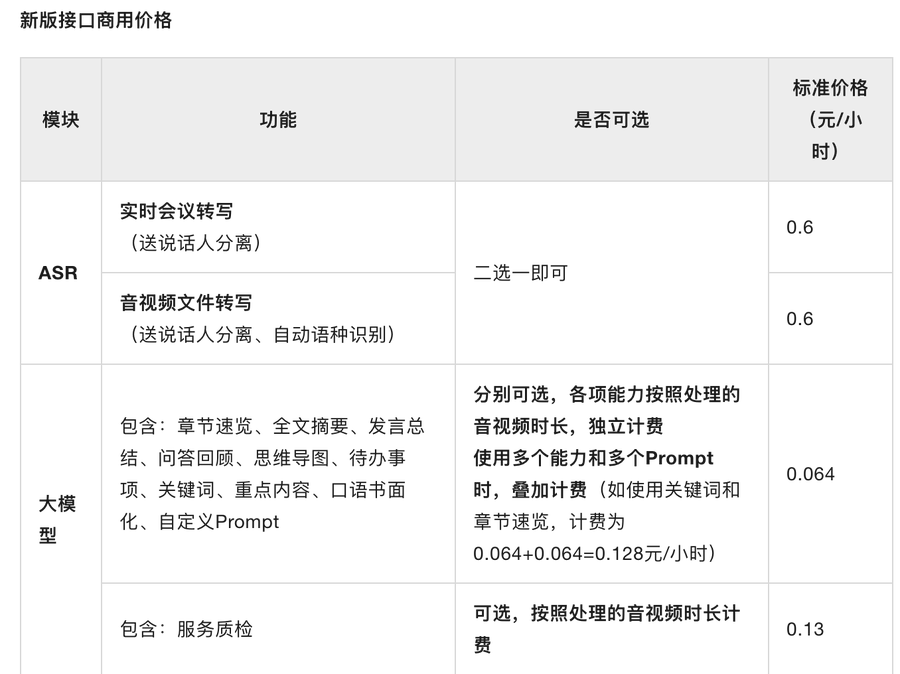 新版接口商用价格
模块
功能
是否可选
标准价格
（元/小
时）
ASR
实时会议转写
（送说话人分离）
二选一即可
0.6
音视频文件转写
（送说话人分离、自动语种识别）
0.6
大模
型
包含：章节速览、全文摘要、发言总
结、问答回顾、思维导图、待办事
项、关键词、重点内容、口语书面
化、自定义Prompt
分别可选，各项能力按照处理的
音视频时长，独立计费
使用多个能力和多个Prompt
时，叠加计费（如使用关键词和
章节速览，计费为
0.064+0.064=0.128元/小时）
0.064
包含：服务质检
可选，按照处理的音视频时长计
费
0.13